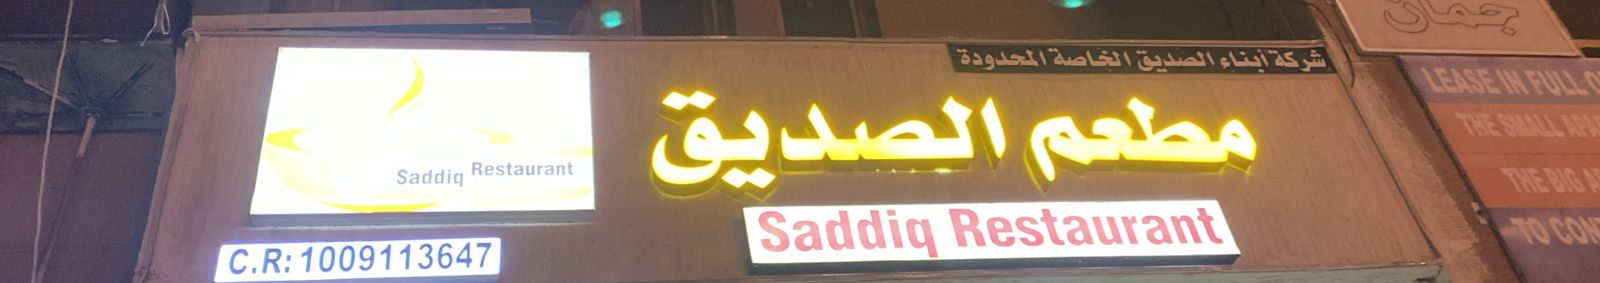 شركة أبناء الصديق الخاصة المحدودة
مطعم الصديق
Saddiq Restaurant
Saddiq Restaurant
C.R: 1009113647
جمان
LEASE IN FULL
THE SMALL
THE BIG
TO